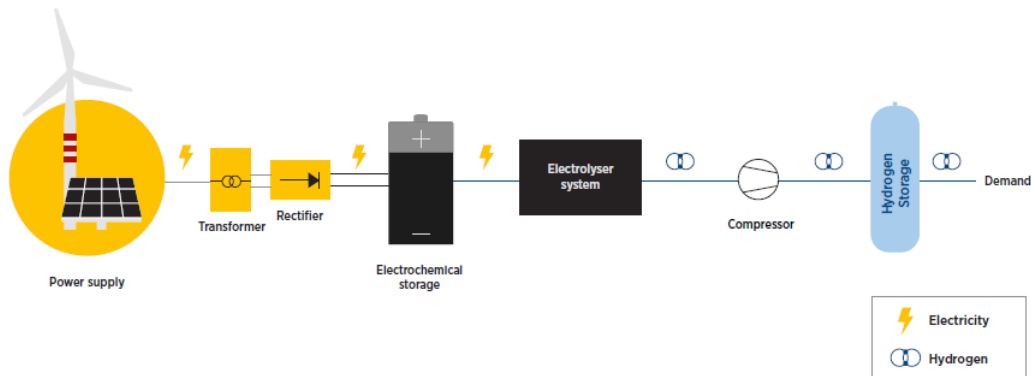 Power supply
Transformer
Rectifier
+
−
Electrochemical
storage
Electrolyser
system
Compressor
Hydrogen
Storage
Demand
Electricity
Hydrogen